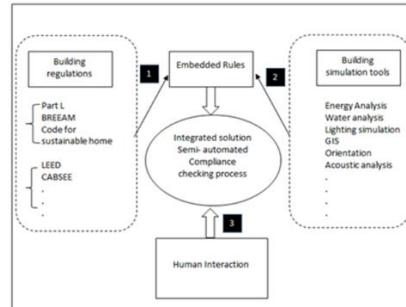 Building
regulations
Part L
BREEAM
Code for
sustainable home
LEED
CABSEE
.
.
.
1
Embedded Rules
2
Building
simulation tools
Energy Analysis
Water analysis
Lighting simulation
GIS
Orientation
Acoustic analysis
.
.
.
.
Integrated solution
Semi- automated
Compliance
checking process
3
Human Interaction